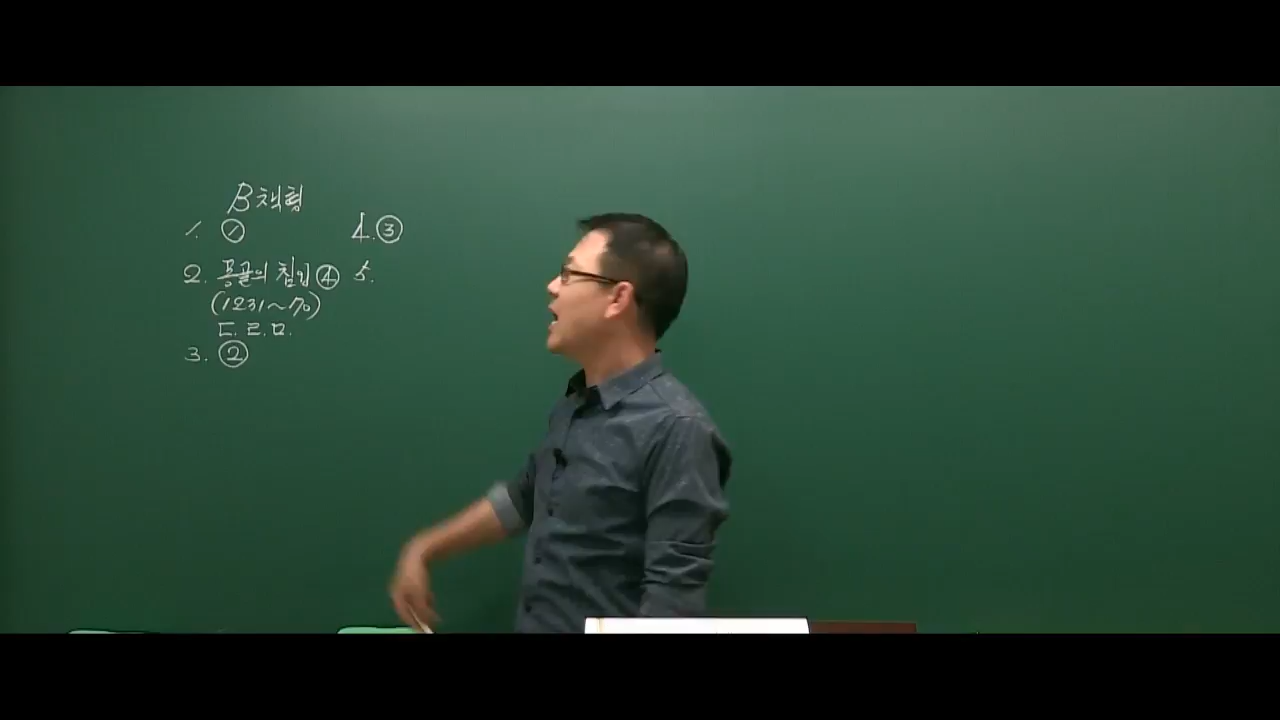 B책형
1. ①
2. 몽골의 침입 ④
(1231~70)
ㄷ.ㄹ.ㅁ.
3. ②
4. ③
5.